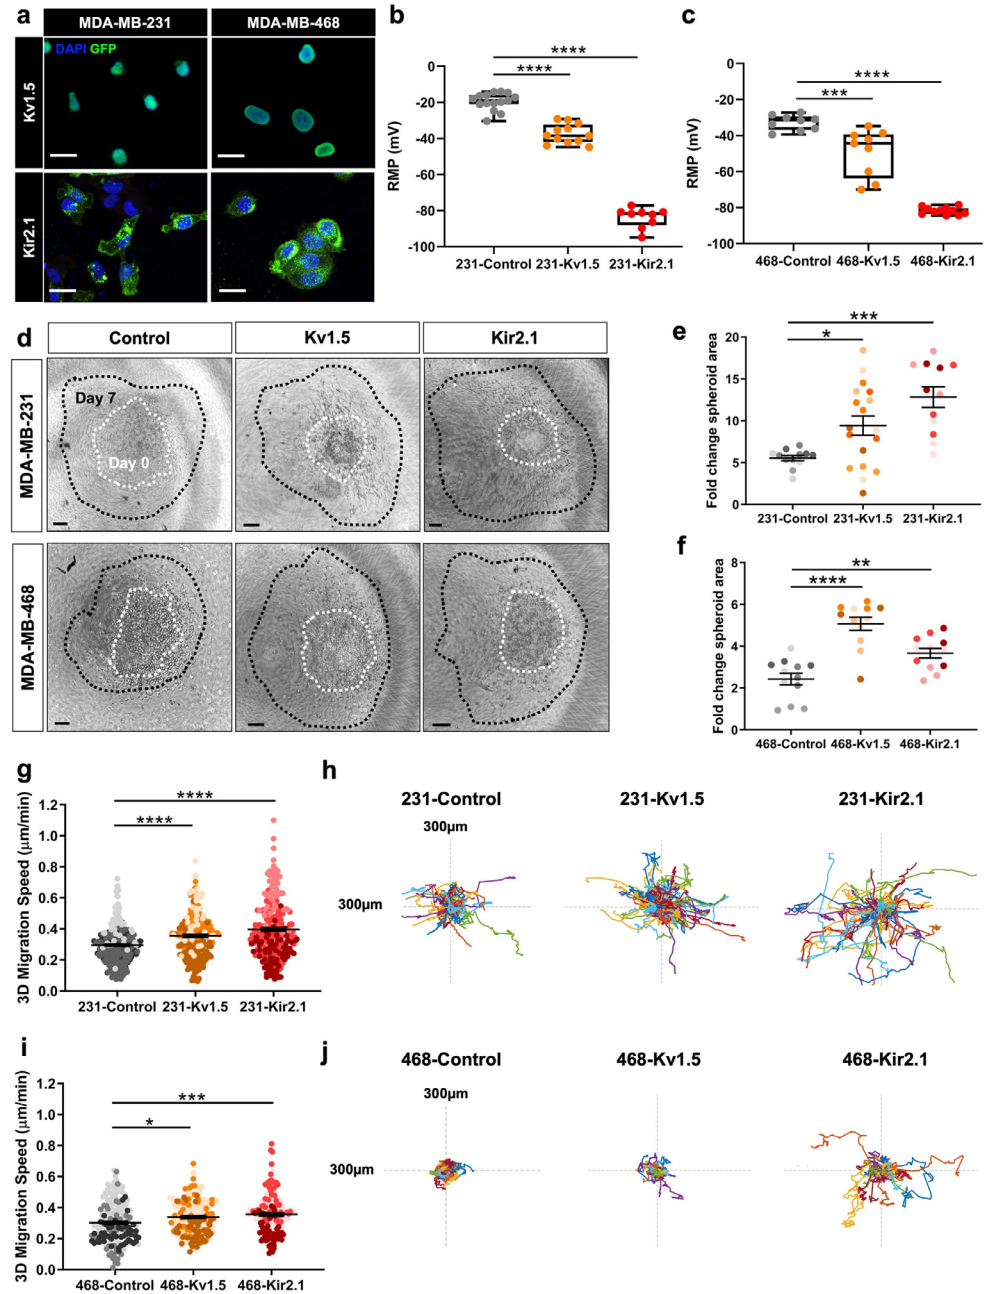 a
MDA-MB-231
MDA-MB-468
Kv1.5
DAPI GFP
Kir2.1
b
RMP (mV)
0
-20
-40
-60
-80
-100
****
****
231-Control
231-Kv1.5
231-Kir2.1
c
RMP (mV)
0
-20
-40
-60
-80
-100
****
***
468-Control
468-Kv1.5
468-Kir2.1
d
Control
Kv1.5
Kir2.1
MDA-MB-231
Day 7
Day 0
MDA-MB-468
e
Fold change spheroid area
20
15
10
5
0
***
*
231-Control
231-Kv1.5
231-Kir2.1
f
Fold change spheroid area
8
6
4
2
0
**
****
468-Control
468-Kv1.5
468-Kir2.1
g
3D Migration Speed (μm/min)
1.2
1.0
0.8
0.6
0.4
0.2
0.0
****
****
231-Control
231-Kv1.5
231-Kir2.1
h
231-Control
231-Kv1.5
231-Kir2.1
300μm
300μm
i
3D Migration Speed (μm/min)
1.2
1.0
0.8
0.6
0.4
0.2
0.0
***
*
468-Control
468-Kv1.5
468-Kir2.1
j
468-Control
468-Kv1.5
468-Kir2.1
300μm
300μm